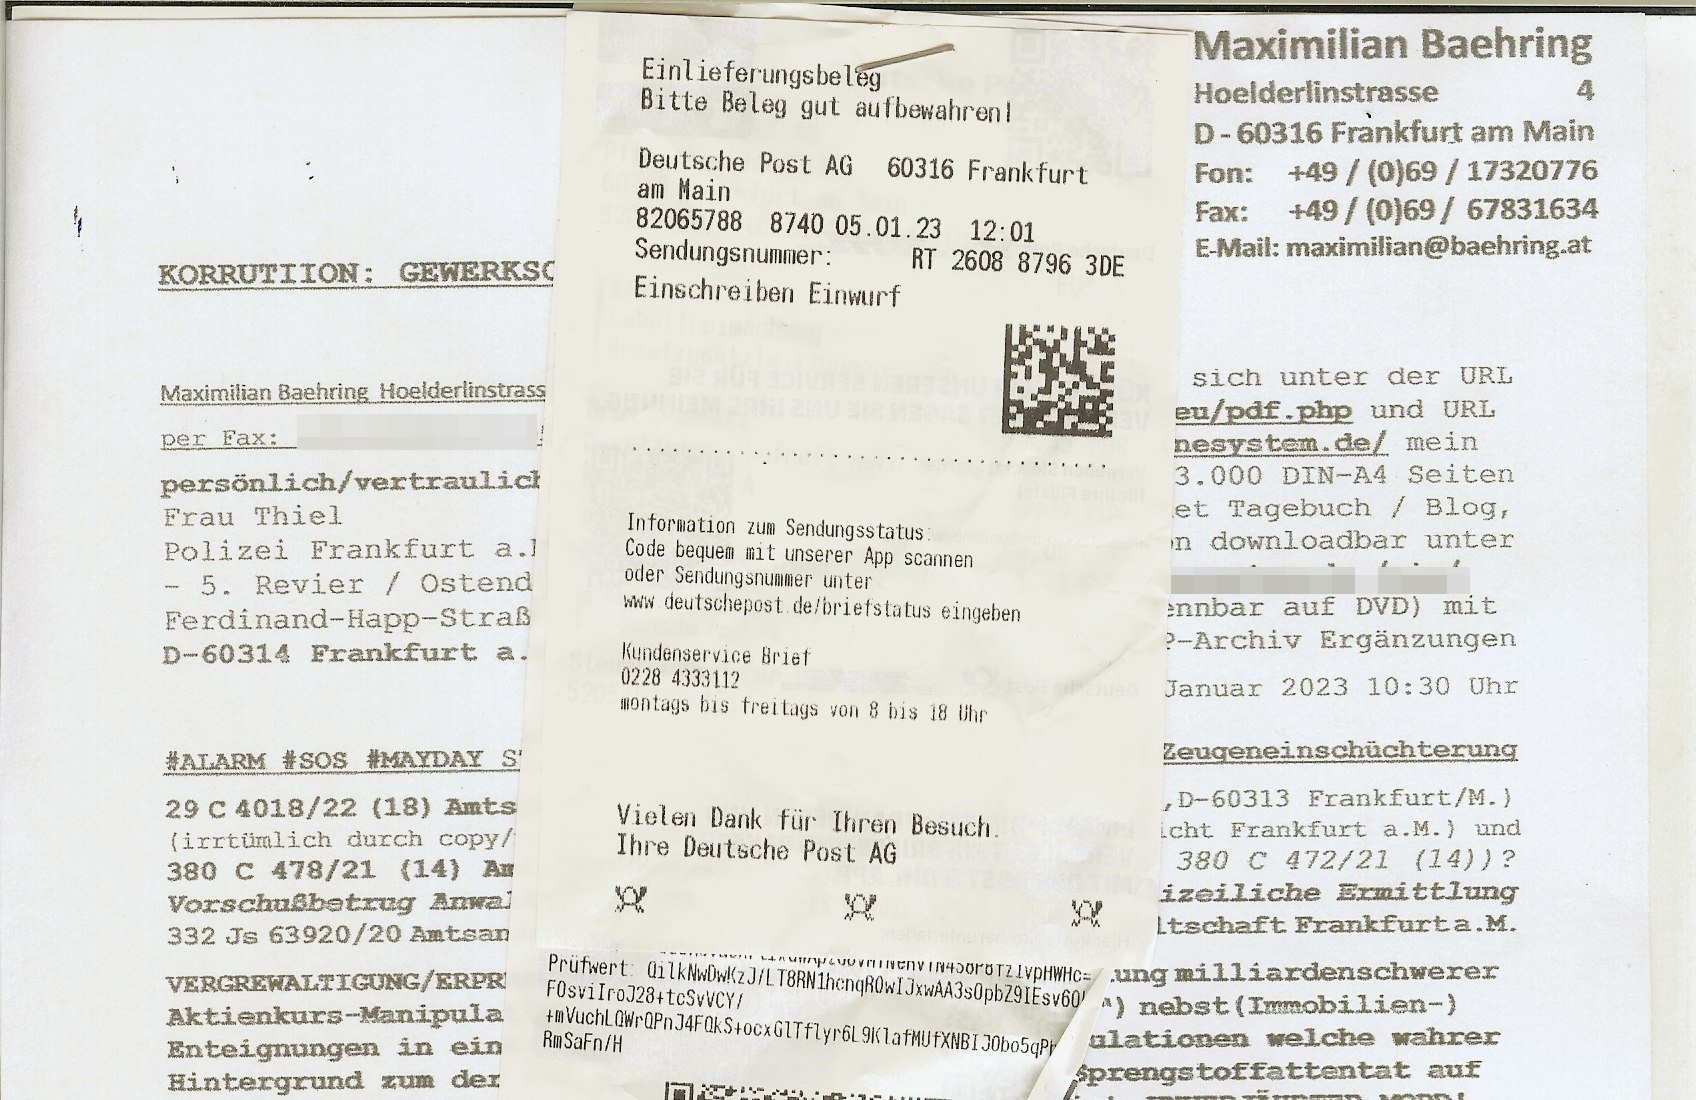 Maximilian Baehring
Hoelderlinstrasse 4
D - 60316 Frankfurt am Main
Fon: +49 / (0)69 / 17320776
Fax: +49 / (0)69 / 67831634
E-Mail: maximilian@baehring.at
KORRUTIION: GEWERKSC
Maximilian Baehring Hoelderlinstrass
per Fax:
persönlich/vertraulich
Frau Thiel
Polizei Frankfurt a.
- 5. Revier / Ostend
Ferdinand-Happ-Straß
D-60314 Frankfurt a.
#ALARM #SOS #MAYDAY S
29 C 4018/22 (18) Amts
(irrtümlich durch copy/
380 C 478/21 (14) Am
Vorschußbetrug Anwal
332 Js 63920/20 Amtsan
VERGREWALTIGUNG/ERPR
Aktienkurs-Manipula
Enteignungen in ein
Hintergrund zum der
Einlieferungsbeleg
Bitte Beleg gut aufbewahren!
Deutsche Post AG 60316 Frankfurt
am Main
82065788 8740 05.01.23 12:01
Sendungsnummer: RT 2608 8796 3DE
Einschreiben Einwurf
Information zum Sendungsstatus:
Code bequem mit unserer App scannen
oder Sendungsnummer unter
www.deutschepost.de/briefstatus eingeben
Kundenservice Brief
0228 4333112
montags bis freitags von 8 bis 18 Uhr
Vielen Dank für Ihren Besuch.
Ihre Deutsche Post AG
Prüfwert: QilkNwDwKzJ/LT8RN1hcnqR0wIJxwAA3sOpbZ9IEsv60
FOsviIroJ28+tcSvVCY/
+mVuchLQWrQPnJ4FQkS+ocxGlTflyr6L9KlafMUfXNBIJ0bo5qP
RmSaFn/H
sich unter der URL
eu/pdf.php und URL
nesystem.de/ mein
3.000 DIN-A4 Seiten
et Tagebuch / Blog,
n downloadbar unter
ennbar auf DVD) mit
P-Archiv Ergänzungen
Januar 2023 10:30 Uhr
Zeugeneinschüchterung
,D-60313 Frankfurt/M.)
icht Frankfurt a.M.) und
380 C 472/21 (14))?
izeiliche Ermittlung
ltschaft Frankfurt a.M.
ung milliardenschwerer
) nebst (Immobilien-)
ulationen welche wahrer
sprengstoffattentat auf